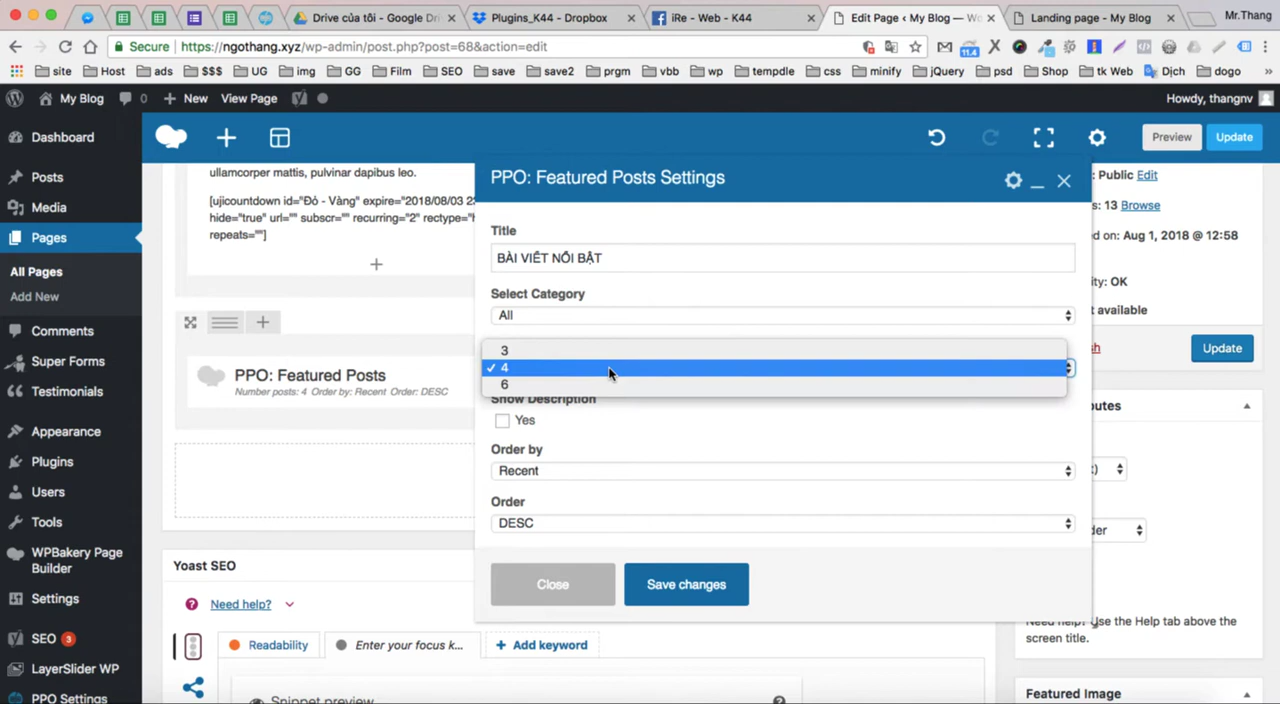 Drive của tôi - Google Dri
Plugins_K44 - Dropbox
iRe - Web - K44
Edit Page ‹ My Blog — Wo
Landing page - My Blog
Mr.Thang
Secure
https://ngothang.xyz/wp-admin/post.php?post=68&action=edit
11.4
site
Host
ads
$$$
UG
img
GG
Film
SEO
save
save2
prgm
vbb
wp
tempdle
css
minify
jQuery
psd
Shop
tk Web
Dịch
dogo
»
My Blog
0
New
View Page
Howdy, thangnv
Dashboard
Posts
Media
Pages
All Pages
Add New
Comments
Super Forms
Testimonials
Appearance
Plugins
Users
Tools
WPBakery Page
Builder
Settings
SEO 3
LayerSlider WP
PPO Settings
Preview
Update
ullamcorper mattis, pulvinar dapibus leo.
[ujicountdown id="Đỏ - Vàng" expire="2018/08/03 23
hide="true" url="" subscr="" recurring="2" rectype="h
repeats=""]
PPO: Featured Posts
Number posts: 4 Order by: Recent Order: DESC
PPO: Featured Posts Settings
Title
BÀI VIẾT NỔI BẬT
Select Category
All
3
4
6
Show Description
Yes
Order by
Recent
Order
DESC
Close
Save changes
: Public Edit
s: 13 Browse
d on: Aug 1, 2018 @ 12:58
ity: OK
t available
sh
Update
butes
t)
der
Need help? Use the Help tab above the
screen title.
Featured Image
Yoast SEO
Need help?
Readability
Enter your focus k...
Add keyword
Snippet preview